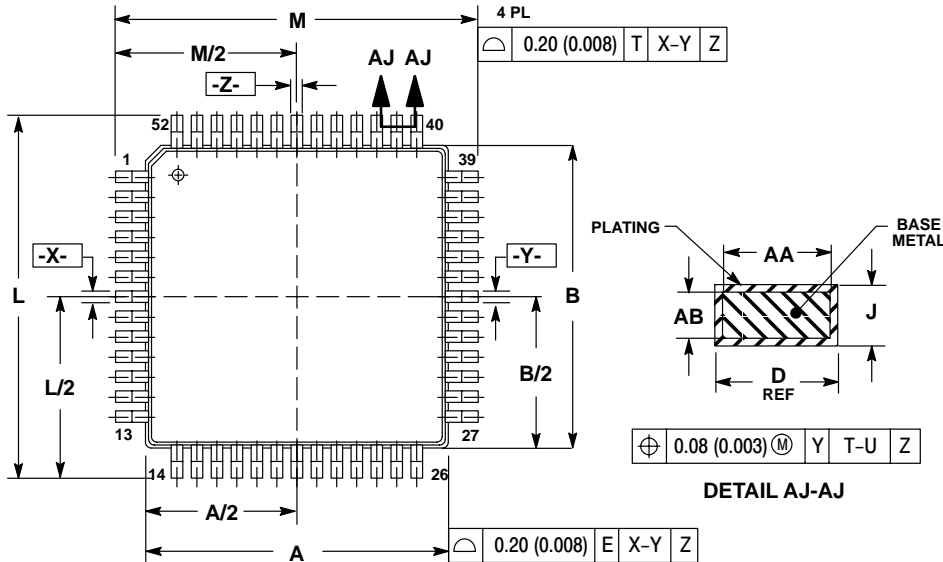 M
4 PL
⌓ 0.20 (0.008) T X–Y Z
M/2
AJ AJ
-Z-
52
40
1
39
-X-
-Y-
L
B
L/2
B/2
13
27
14
26
A/2
A
⌓ 0.20 (0.008) E X–Y Z
PLATING
BASE
METAL
AA
AB
J
D
REF
⌖ 0.08 (0.003) Ⓜ Y T–U Z
DETAIL AJ-AJ